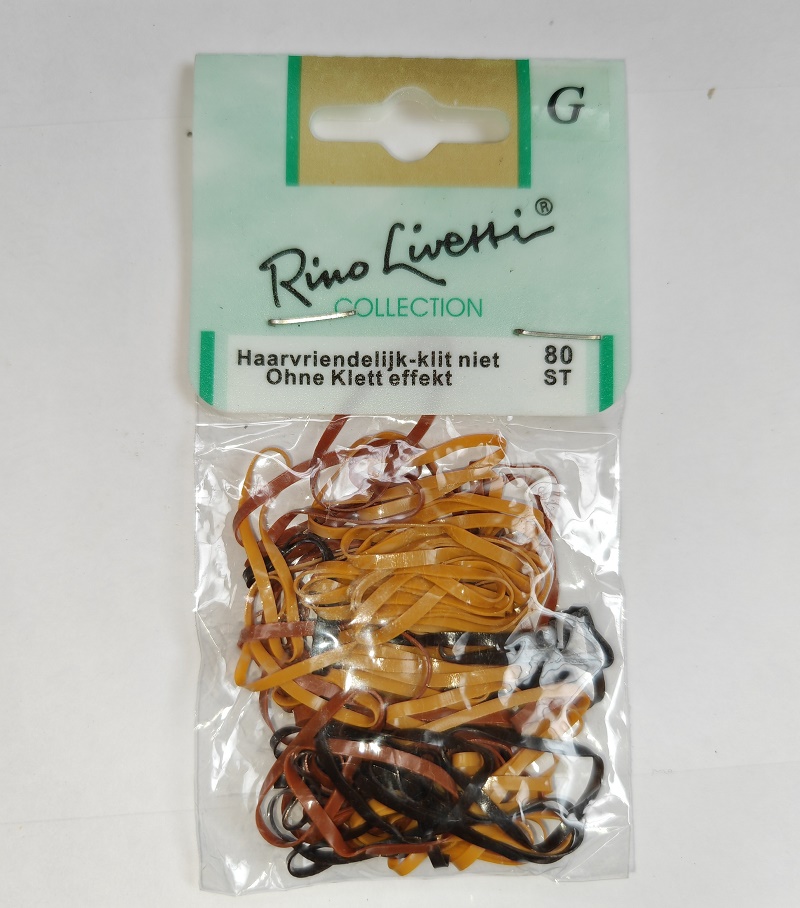 G
Rino Livetti®
COLLECTION
Haarvriendelijk-klit niet 80
Ohne Klett effekt ST